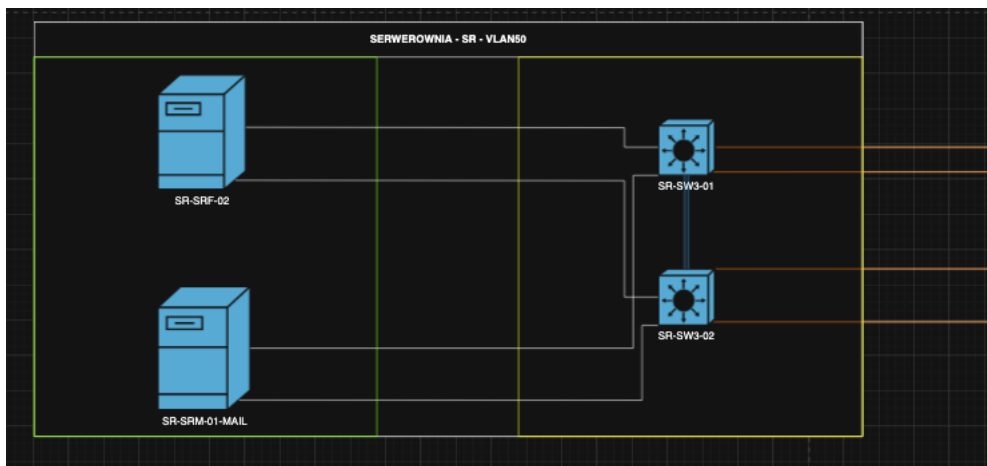 SERWEROWNIA - SR - VLAN50
SR-SRF-02
SR-SW3-01
SR-SW3-02
SR-SRM-01-MAIL